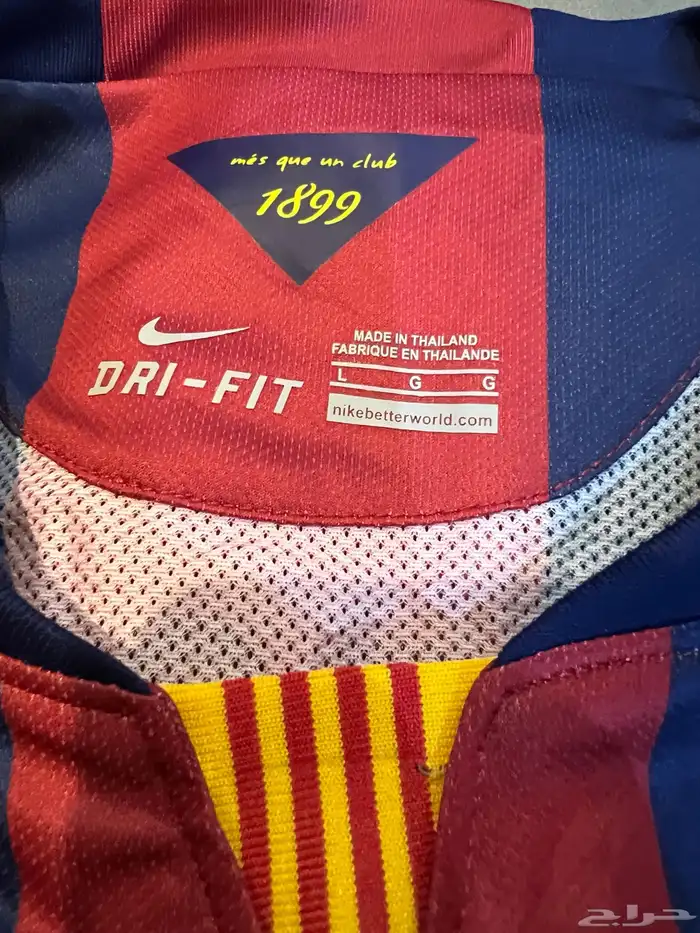 més que un club
1899
DRI-FIT
MADE IN THAILAND
FABRIQUE EN THAILANDE
L G G
nikebetterworld.com
حراج